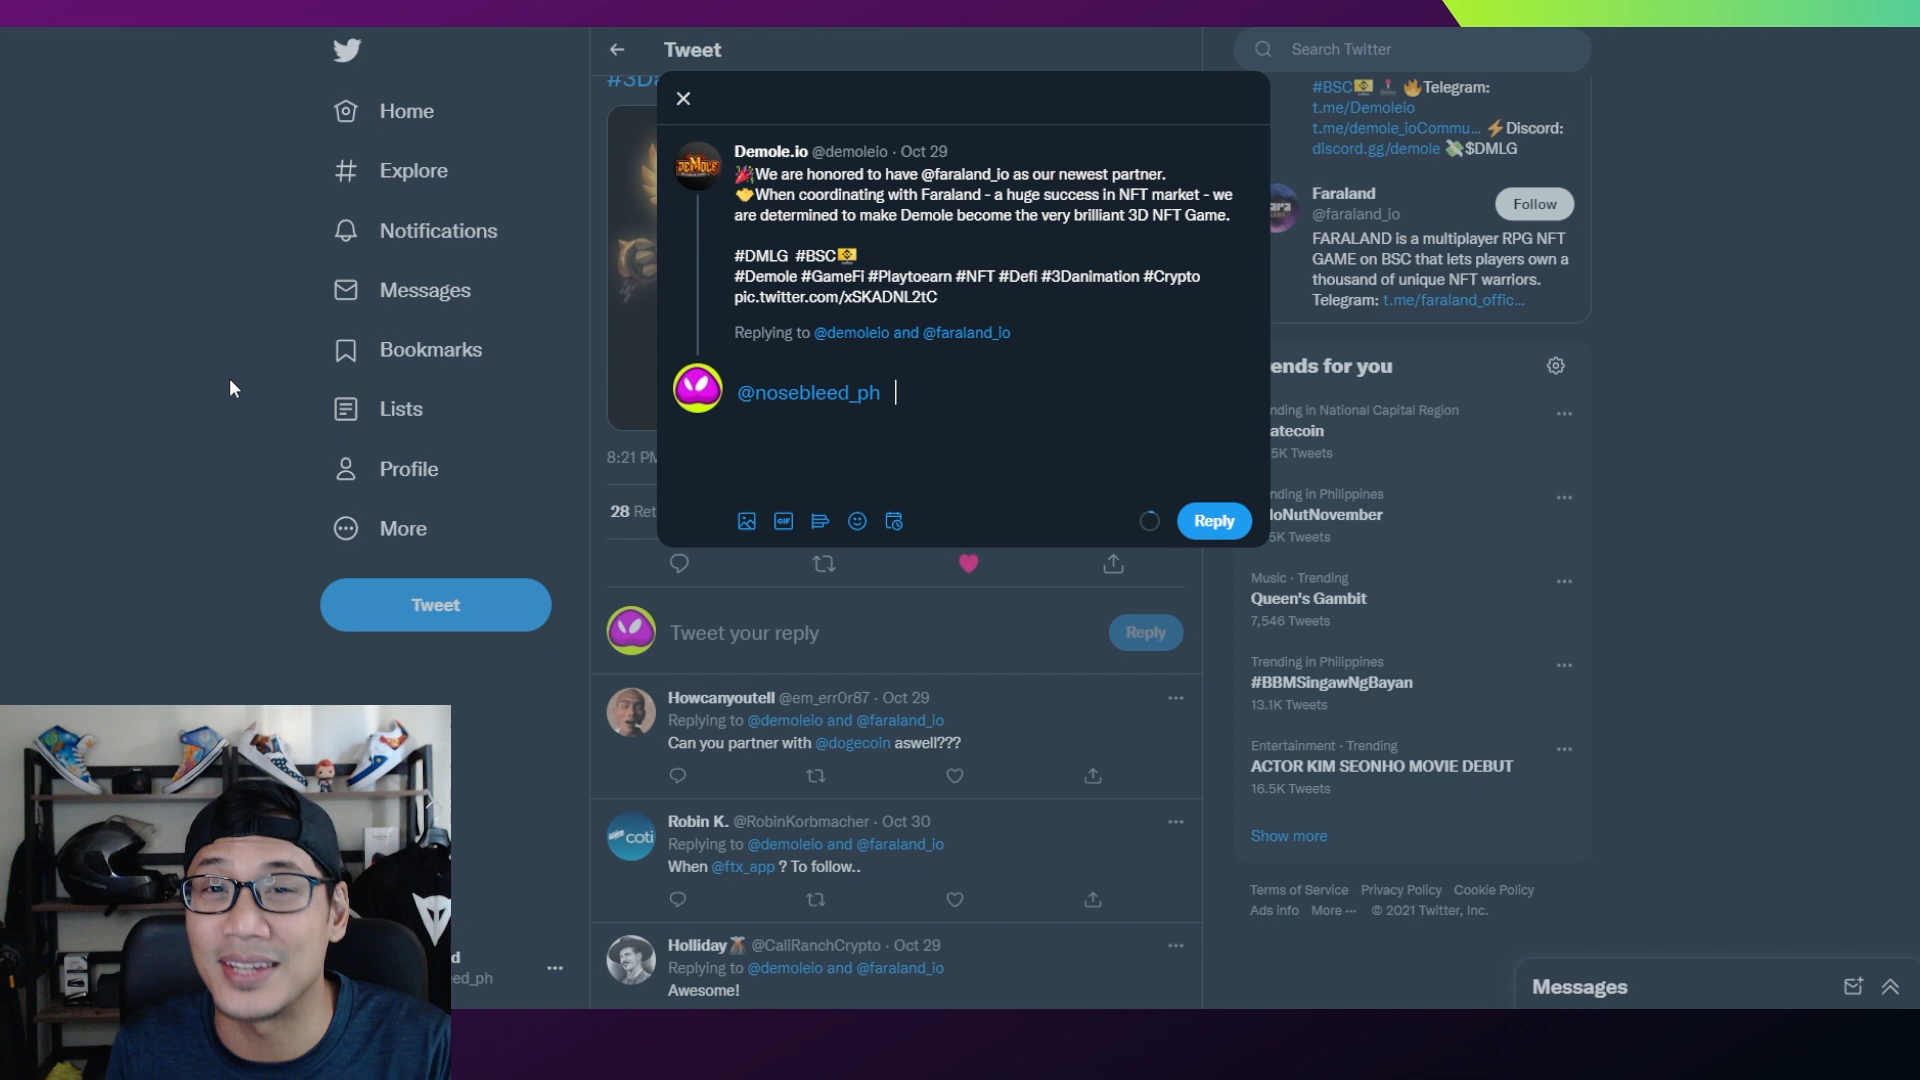 Home
Explore
Notifications
Messages
Bookmarks
Lists
Profile
More
Tweet
d
ed_ph
Tweet
#3Da
8:21 PM
28 Ret
DEMOLE
Demole.io @demoleio · Oct 29
🎉We are honored to have @faraland_io as our newest partner.
🤝When coordinating with Faraland - a huge success in NFT market - we
are determined to make Demole become the very brilliant 3D NFT Game.
#DMLG #BSC
#Demole #GameFi #Playtoearn #NFT #Defi #3Danimation #Crypto
pic.twitter.com/xSKADNL2tC
Replying to @demoleio and @faraland_io
@nosebleed_ph
GIF
Reply
Tweet your reply
Reply
Howcanyoutell @em_err0r87 · Oct 29
Replying to @demoleio and @faraland_io
Can you partner with @dogecoin aswell???
coti
Robin K. @RobinKorbmacher · Oct 30
Replying to @demoleio and @faraland_io
When @ftx_app ? To follow..
Holliday @CaliRanchCrypto · Oct 29
Replying to @demoleio and @faraland_io
Awesome!
Search Twitter
#BSC 🕹️ 🔥Telegram:
t.me/Demoleio
t.me/demole_ioCommu... ⚡Discord:
discord.gg/demole 💸$DMLG
Faraland
@faraland_io
Follow
FARALAND is a multiplayer RPG NFT
GAME on BSC that lets players own a
thousand of unique NFT warriors.
Telegram: t.me/faraland_offic...
ends for you
nding in National Capital Region
atecoin
5K Tweets
nding in Philippines
loNutNovember
5K Tweets
Music · Trending
Queen's Gambit
7,546 Tweets
Trending in Philippines
#BBMSingawNgBayan
13.1K Tweets
Entertainment · Trending
ACTOR KIM SEONHO MOVIE DEBUT
16.5K Tweets
Show more
Terms of Service Privacy Policy Cookie Policy
Ads info More ··· © 2021 Twitter, Inc.
Messages